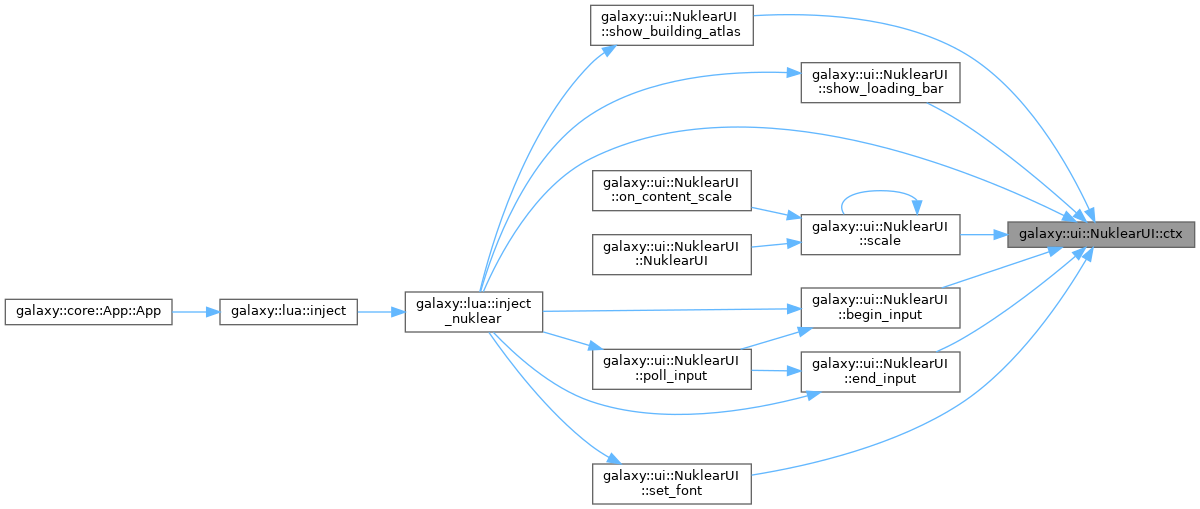 galaxy::ui::NuklearUI
::show_building_atlas
galaxy::ui::NuklearUI
::show_loading_bar
galaxy::ui::NuklearUI
::on_content_scale
galaxy::ui::NuklearUI
::scale
galaxy::ui::NuklearUI::ctx
galaxy::ui::NuklearUI
::NuklearUI
galaxy::core::App::App
galaxy::lua::inject
galaxy::lua::inject
_nuklear
galaxy::ui::NuklearUI
::begin_input
galaxy::ui::NuklearUI
::poll_input
galaxy::ui::NuklearUI
::end_input
galaxy::ui::NuklearUI
::set_font